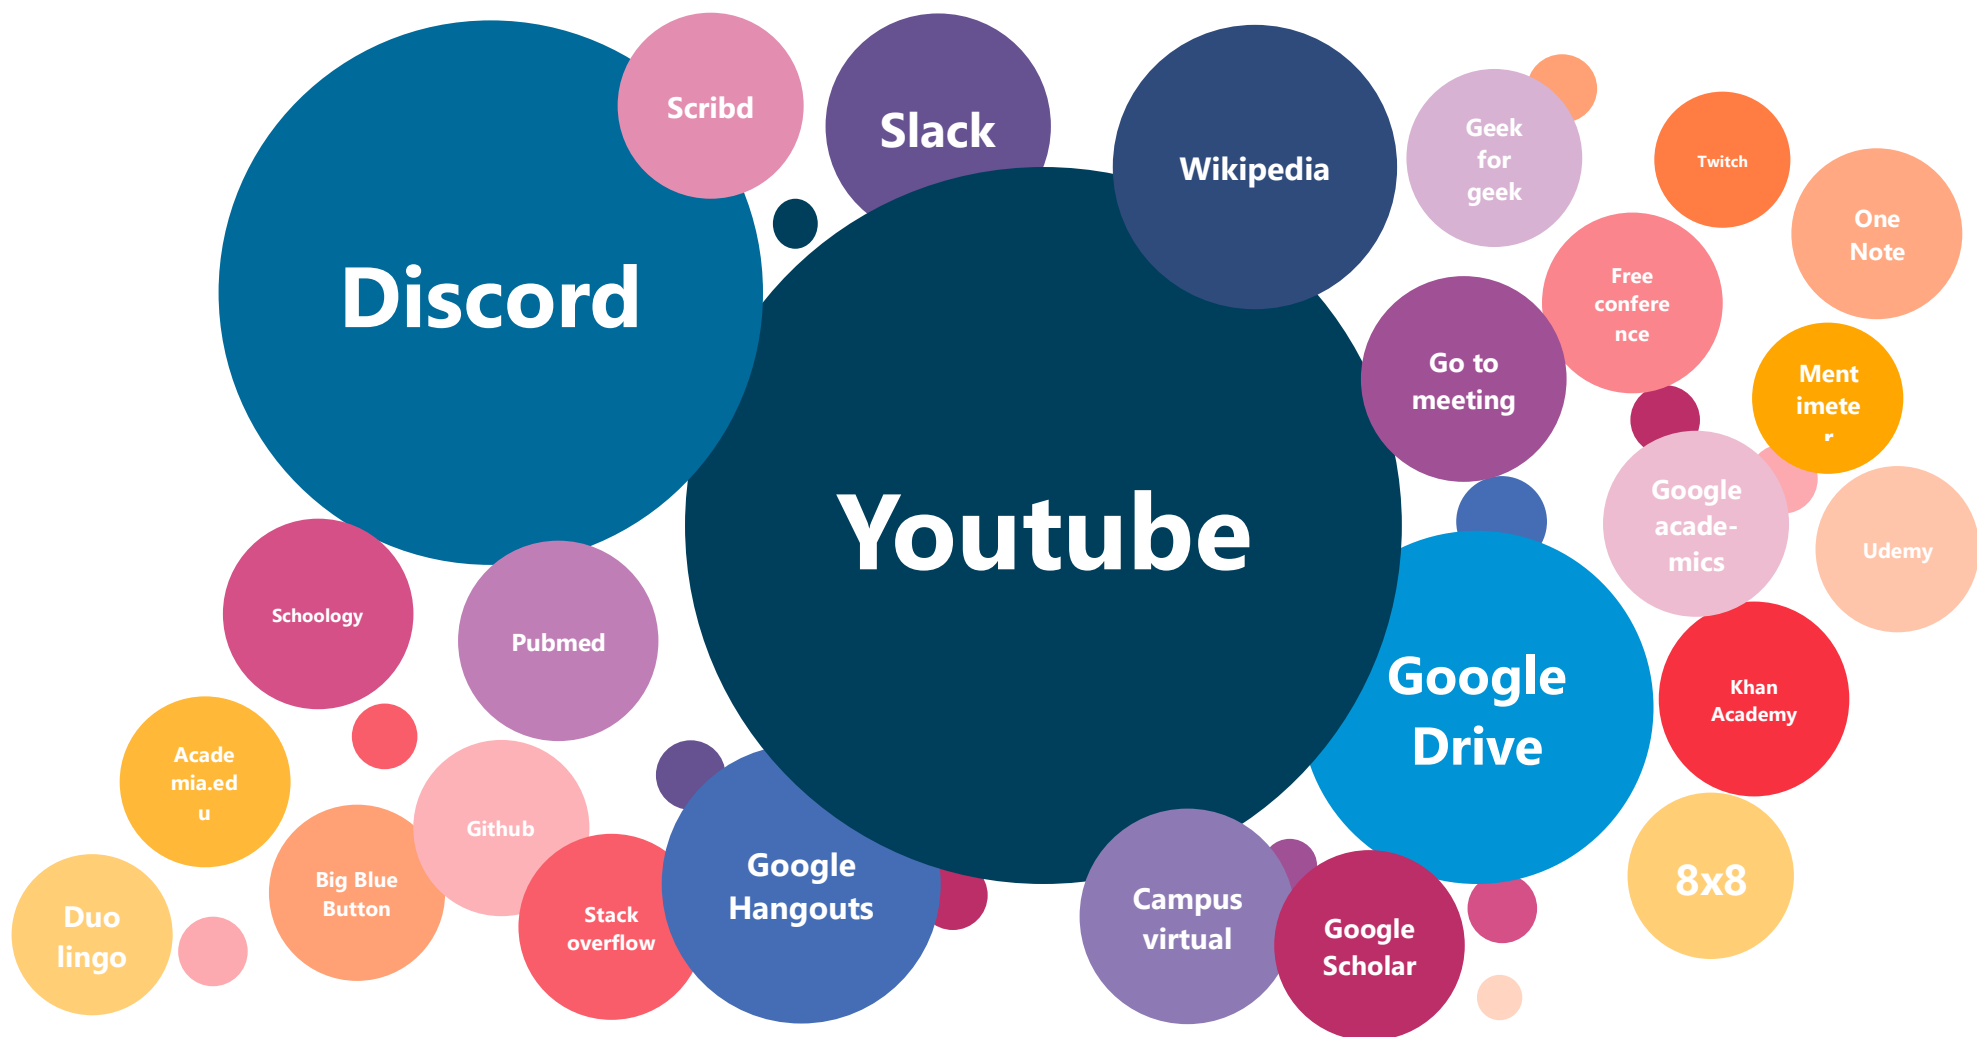 Scribd
Slack
Wikipedia
Geek
for
geek
Twitch
One
Note
Discord
Free
confere
nce
Go to
meeting
Ment
imete
r
Youtube
Google
acade-
mics
Udemy
Schoology
Pubmed
Google
Drive
Khan
Academy
Acade
mia.ed
u
Github
Big Blue
Button
Stack
overflow
Google
Hangouts
Campus
virtual
Google
Scholar
8x8
Duo
lingo